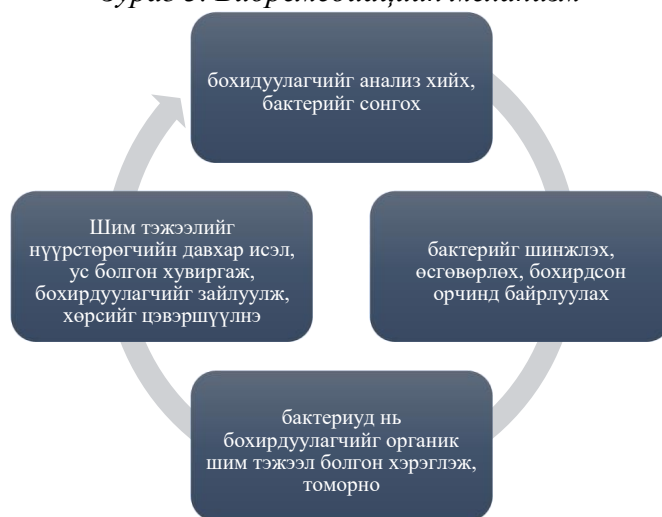 бохидуулагчийг анализ хийх,
бактерийг сонгох
бактерийг шинжлэх,
өсгөвөрлөх, бохирдсон
орчинд байрлуулах
бактериуд нь
бохирдуулагчийг органик
шим тэжээл болгон хэрэглэж,
томорно
Шим тэжээлийг
нүүрстөрөгчийн давхар исэл,
ус болгон хувиргаж,
бохирдуулагчийг зайлуулж,
хөрсийг цэвэршүүлнэ